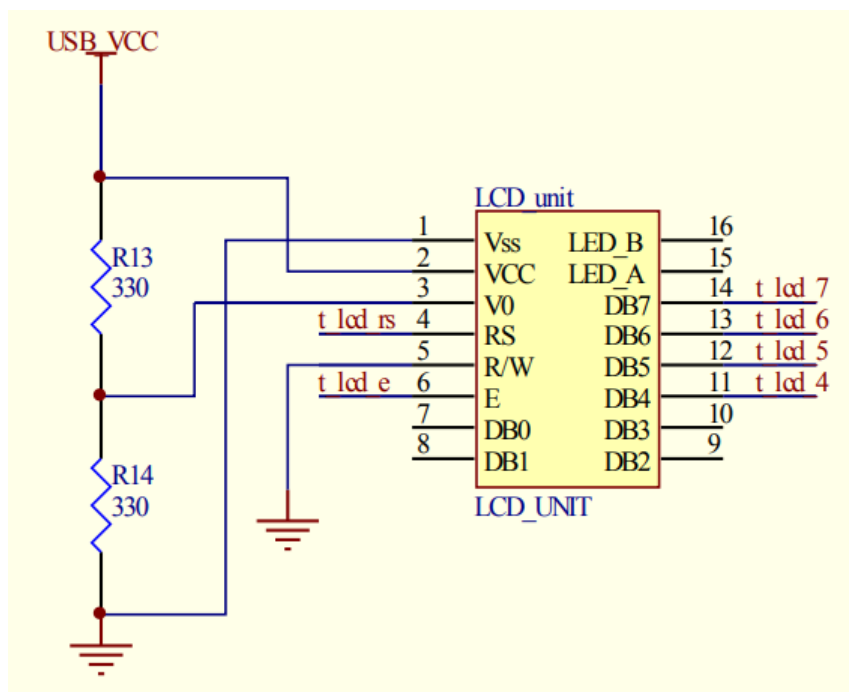 USB_VCC
R13
330
R14
330
LCD_unit
1 Vss LED_B 16
2 VCC LED_A 15
3 V0 DB7 14 t_lcd_7
t_lcd_rs 4 RS DB6 13 t_lcd_6
5 R/W DB5 12 t_lcd_5
t_lcd_e 6 E DB4 11 t_lcd_4
7 DB0 DB3 10
8 DB1 DB2 9
LCD_UNIT